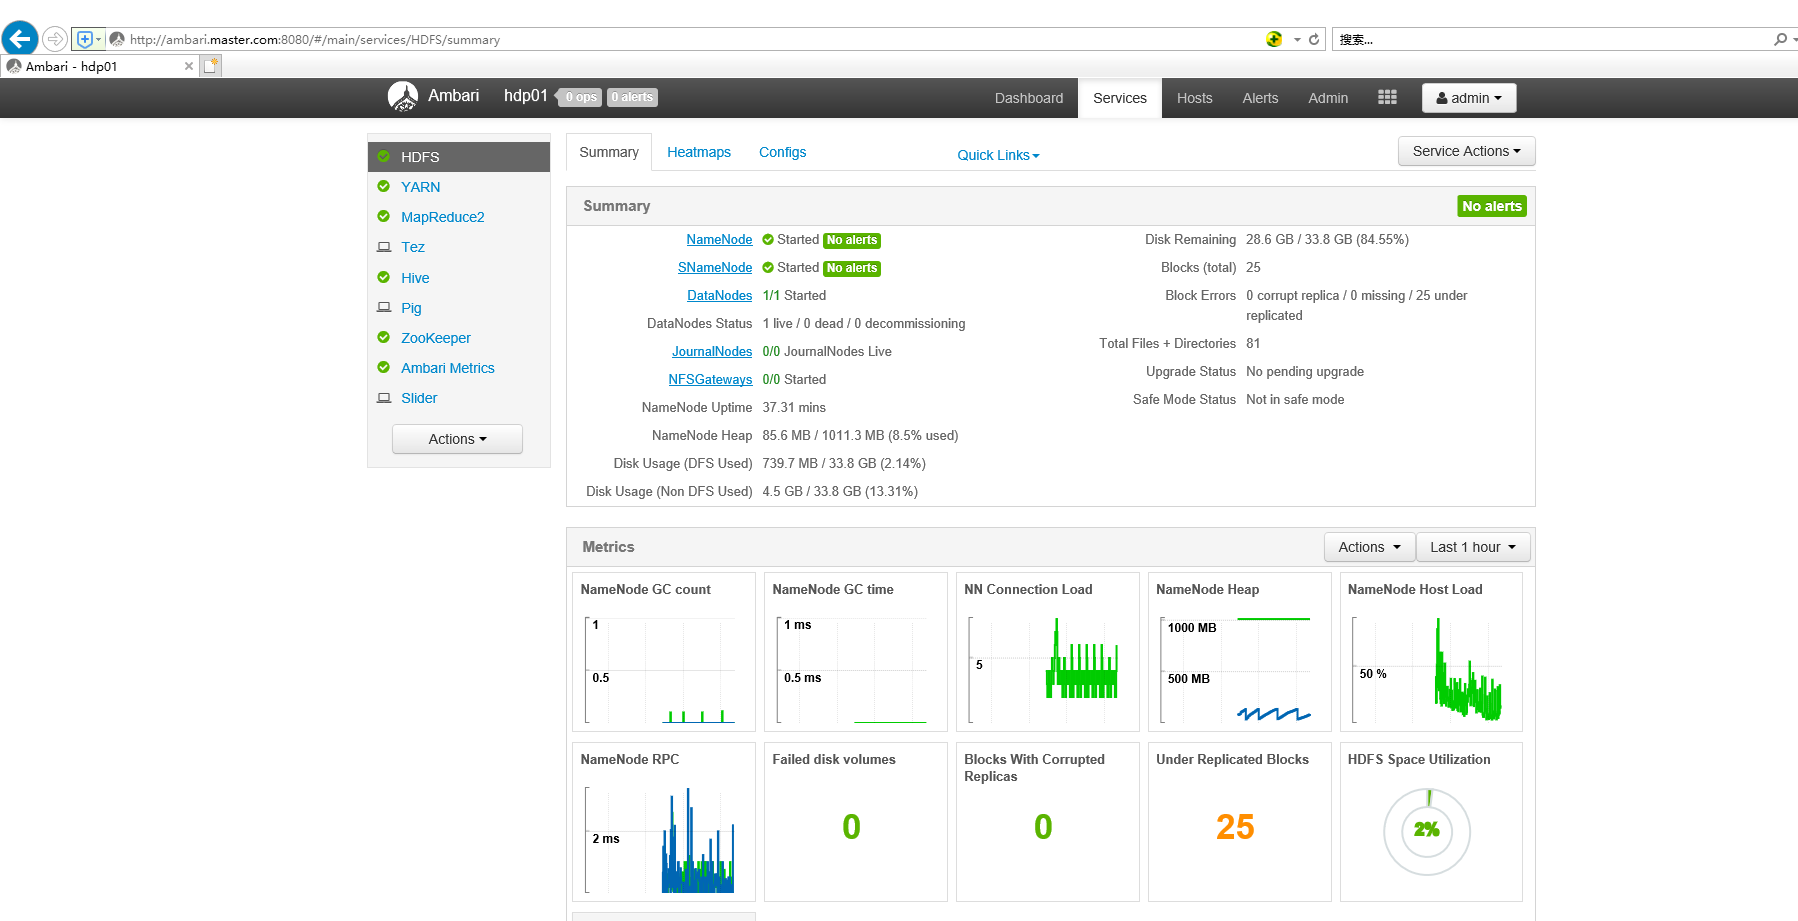 http://ambari.master.com:8080/#/main/services/HDFS/summary
搜索...
Ambari - hdp01
Ambari hdp01 0 ops 0 alerts Dashboard Services Hosts Alerts Admin admin
HDFS
YARN
MapReduce2
Tez
Hive
Pig
ZooKeeper
Ambari Metrics
Slider
Actions
Summary Heatmaps Configs Quick Links Service Actions
Summary No alerts
NameNode Started No alerts
SNameNode Started No alerts
DataNodes 1/1 Started
DataNodes Status 1 live / 0 dead / 0 decommissioning
JournalNodes 0/0 JournalNodes Live
NFSGateways 0/0 Started
NameNode Uptime 37.31 mins
NameNode Heap 85.6 MB / 1011.3 MB (8.5% used)
Disk Usage (DFS Used) 739.7 MB / 33.8 GB (2.14%)
Disk Usage (Non DFS Used) 4.5 GB / 33.8 GB (13.31%)
Disk Remaining 28.6 GB / 33.8 GB (84.55%)
Blocks (total) 25
Block Errors 0 corrupt replica / 0 missing / 25 under
replicated
Total Files + Directories 81
Upgrade Status No pending upgrade
Safe Mode Status Not in safe mode
Metrics Actions Last 1 hour
NameNode GC count
1
0.5
NameNode GC time
1 ms
0.5 ms
NN Connection Load
5
NameNode Heap
1000 MB
500 MB
NameNode Host Load
50 %
NameNode RPC
2 ms
Failed disk volumes
0
Blocks With Corrupted
Replicas
0
Under Replicated Blocks
25
HDFS Space Utilization
2%